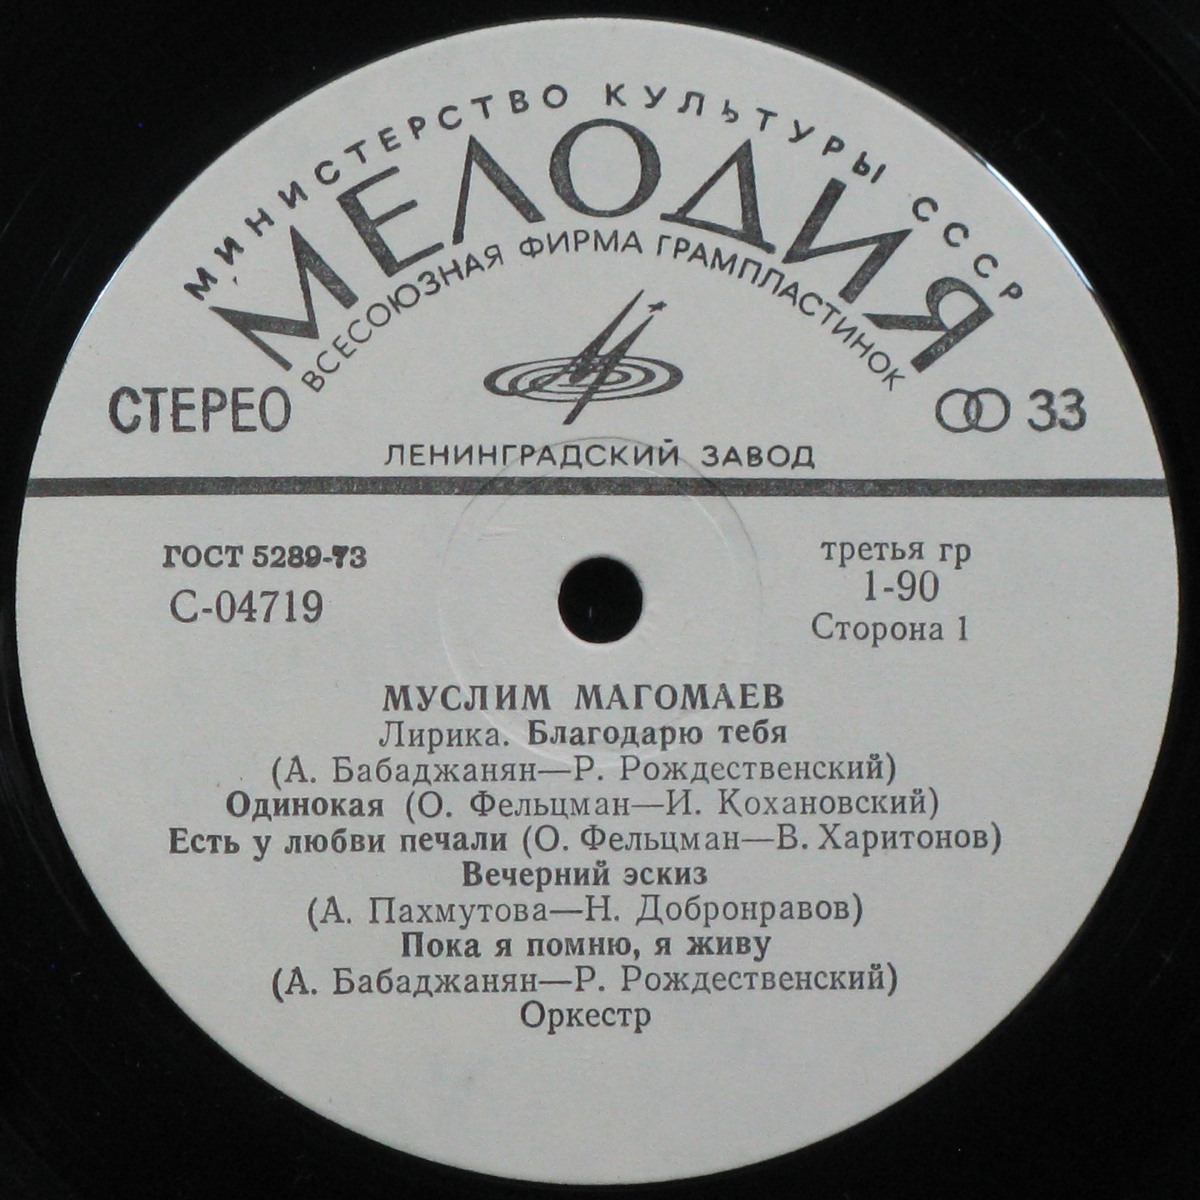 МИНИСТЕРСТВО КУЛЬТУРЫ СССР
МЕЛОДИЯ
ВСЕСОЮЗНАЯ ФИРМА ГРАМПЛАСТИНОК
СТЕРЕО
33
ЛЕНИНГРАДСКИЙ ЗАВОД
ГОСТ 5289-73
С-04719
третья гр
1-90
Сторона 1
МУСЛИМ МАГОМАЕВ
Лирика. Благодарю тебя
(А. Бабаджанян—Р. Рождественский)
Одинокая (О. Фельцман—И. Кохановский)
Есть у любви печали (О. Фельцман—В. Харитонов)
Вечерний эскиз
(А. Пахмутова—Н. Добронравов)
Пока я помню, я живу
(А. Бабаджанян—Р. Рождественский)
Оркестр